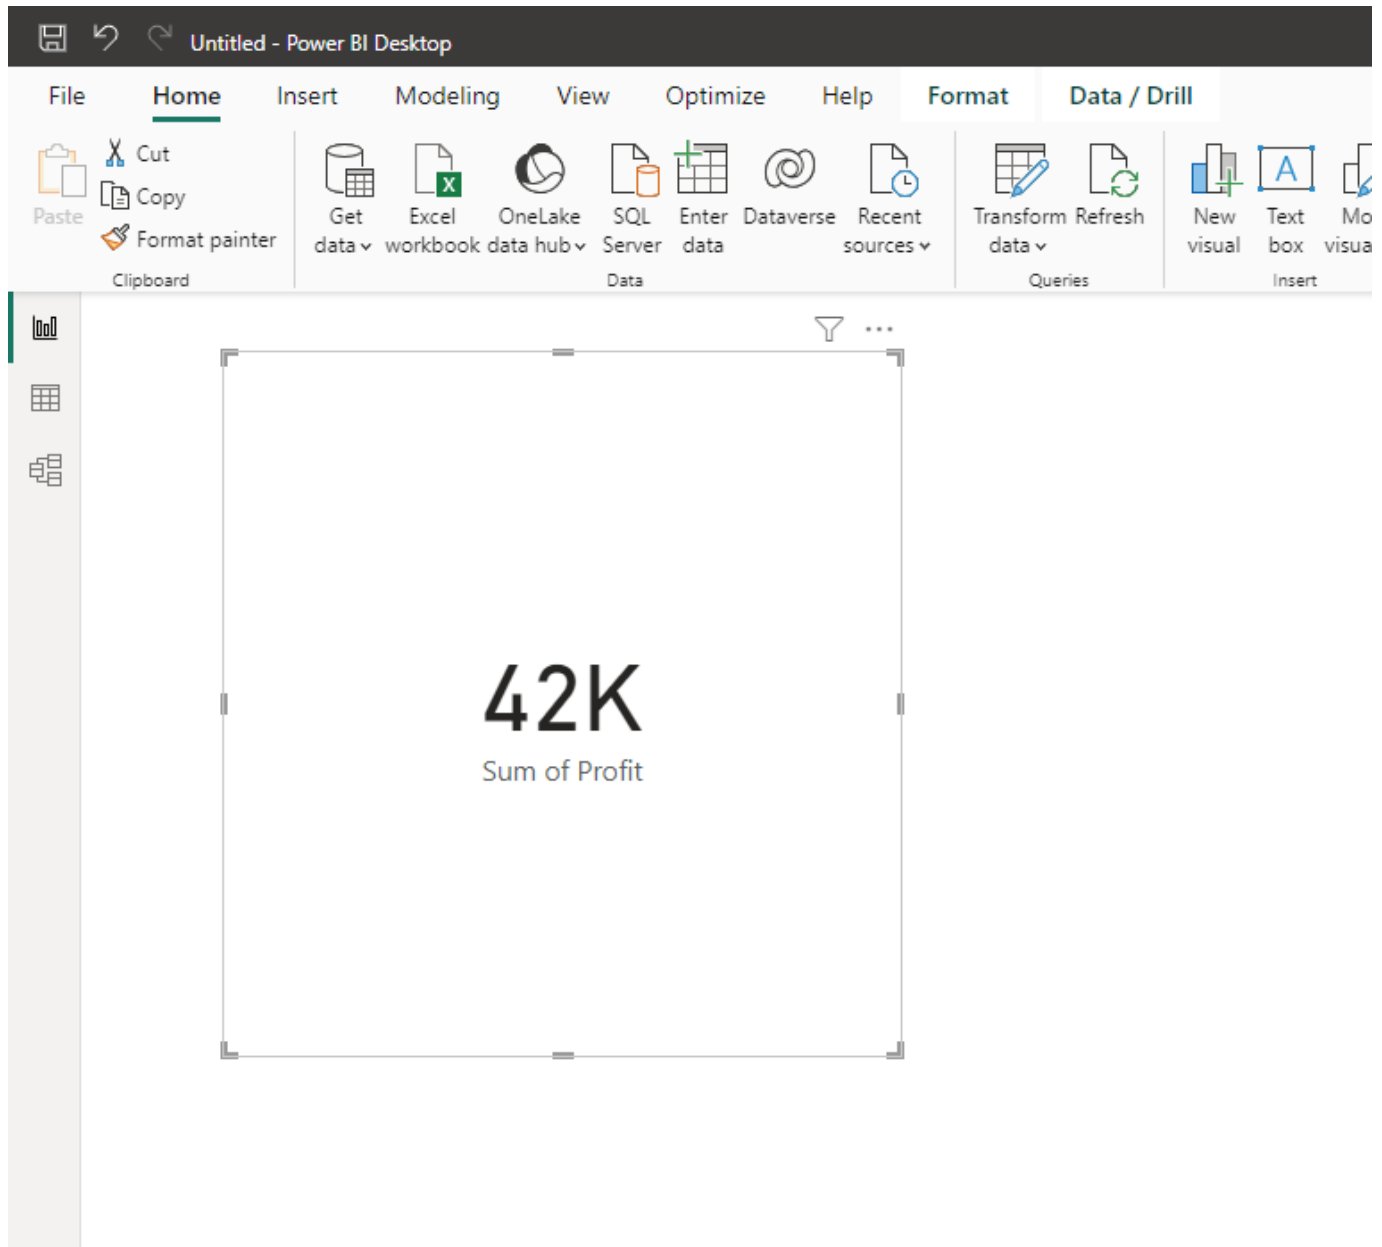 Untitled - Power BI Desktop
File Home Insert Modeling View Optimize Help Format Data / Drill
Paste
Cut
Copy
Format painter
Clipboard
Get data
Excel workbook
OneLake data hub
SQL Server
Enter data
Dataverse
Recent sources
Data
Transform data
Refresh
Queries
New visual
A
Text box
Insert
42K
Sum of Profit